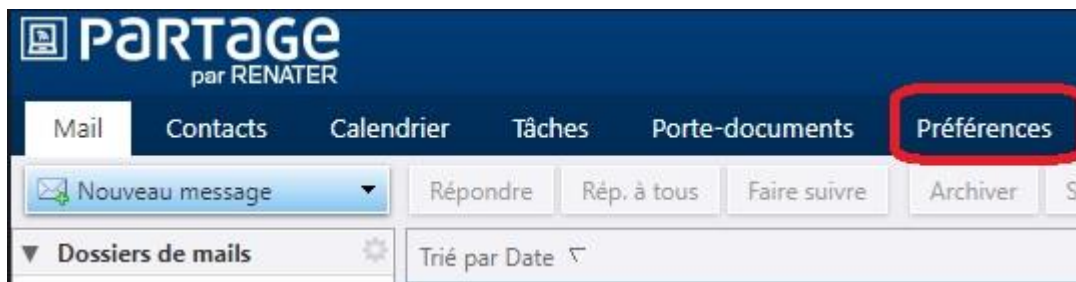 PaRTaGe
par RENATER
Mail Contacts Calendrier Tâches Porte-documents Préférences
Nouveau message Répondre Rép. à tous Faire suivre Archiver S
Dossiers de mails Trié par Date